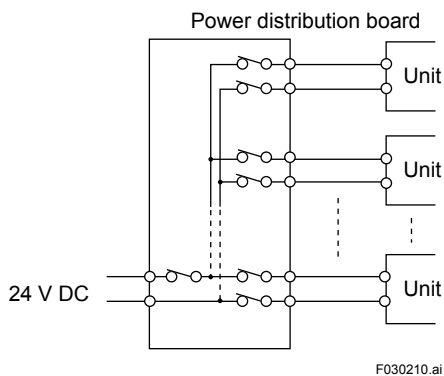 Power distribution board
Unit
Unit
24 V DC
Unit
F030210.ai